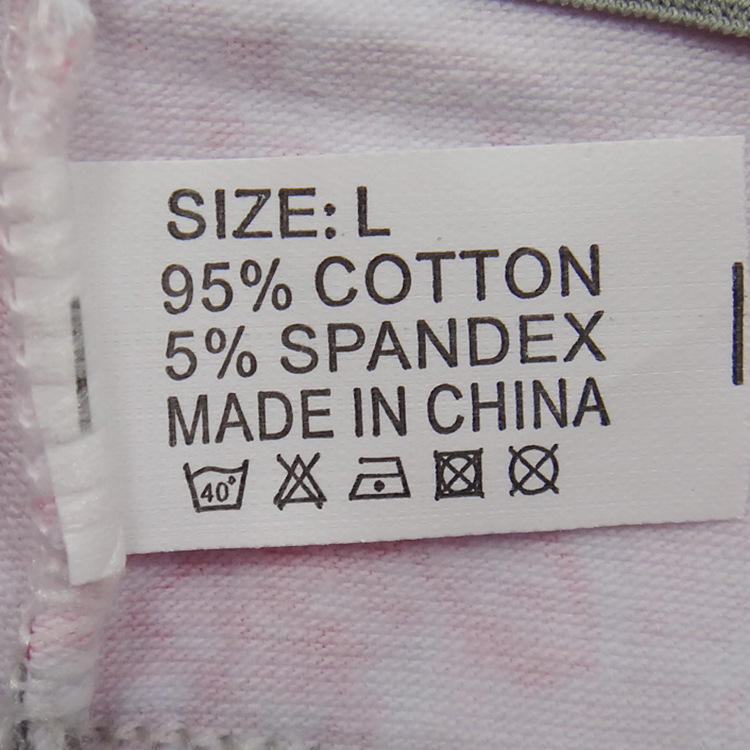 SIZE: L
95% COTTON
5% SPANDEX
MADE IN CHINA
40°